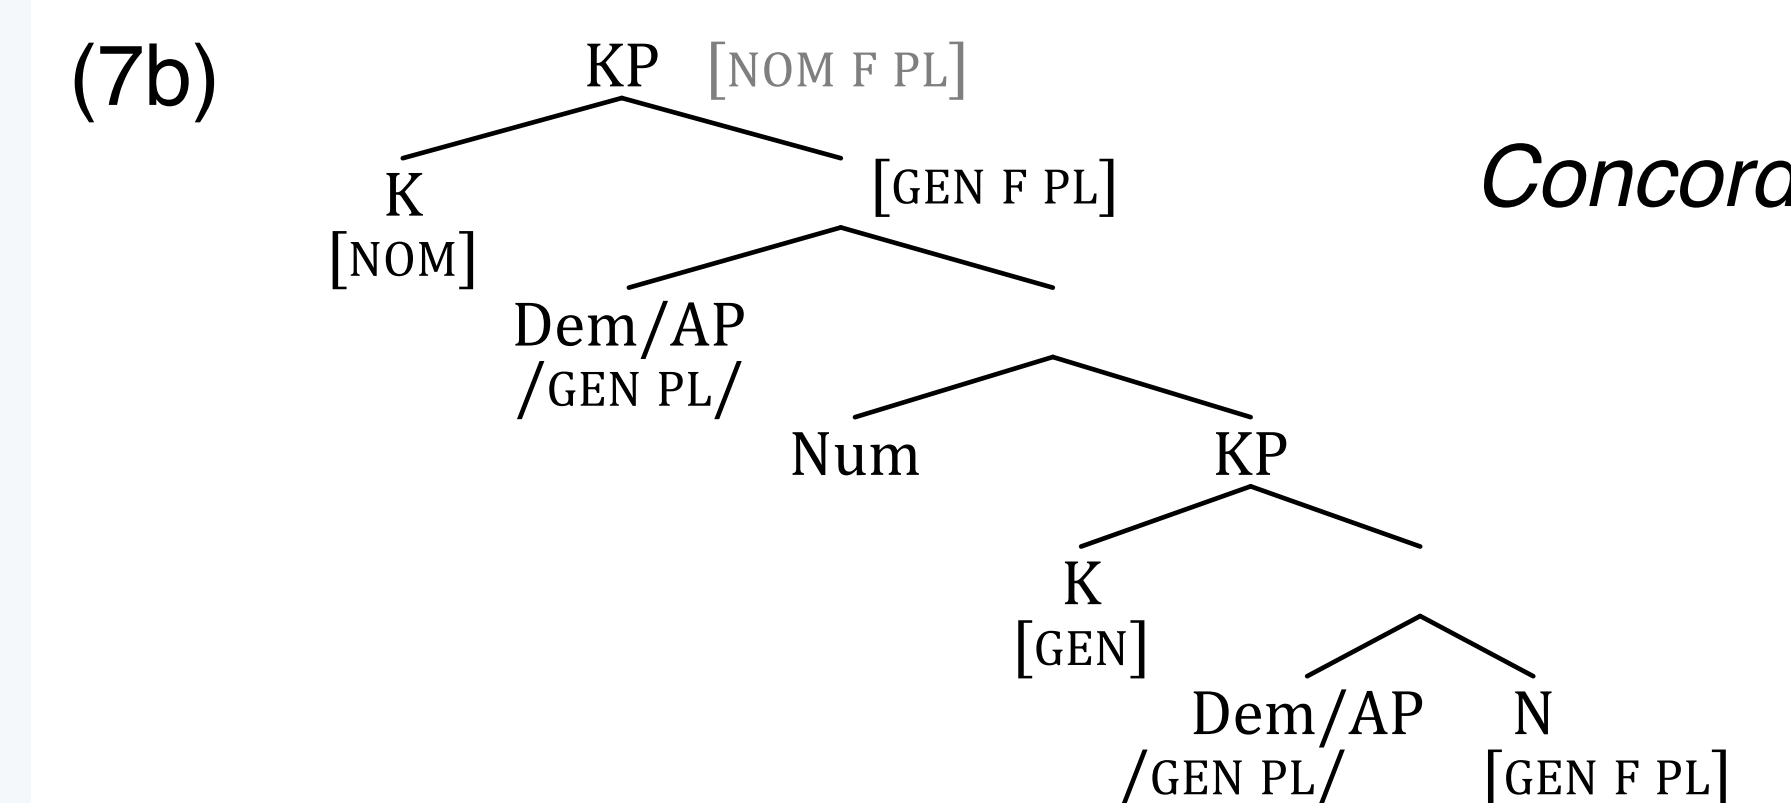 (7b) KP [NOM F PL]
K [GEN F PL]
Concord
[NOM]
Dem/AP
/GEN PL/
Num KP
K
[GEN]
Dem/AP N
/GEN PL/ [GEN F PL]